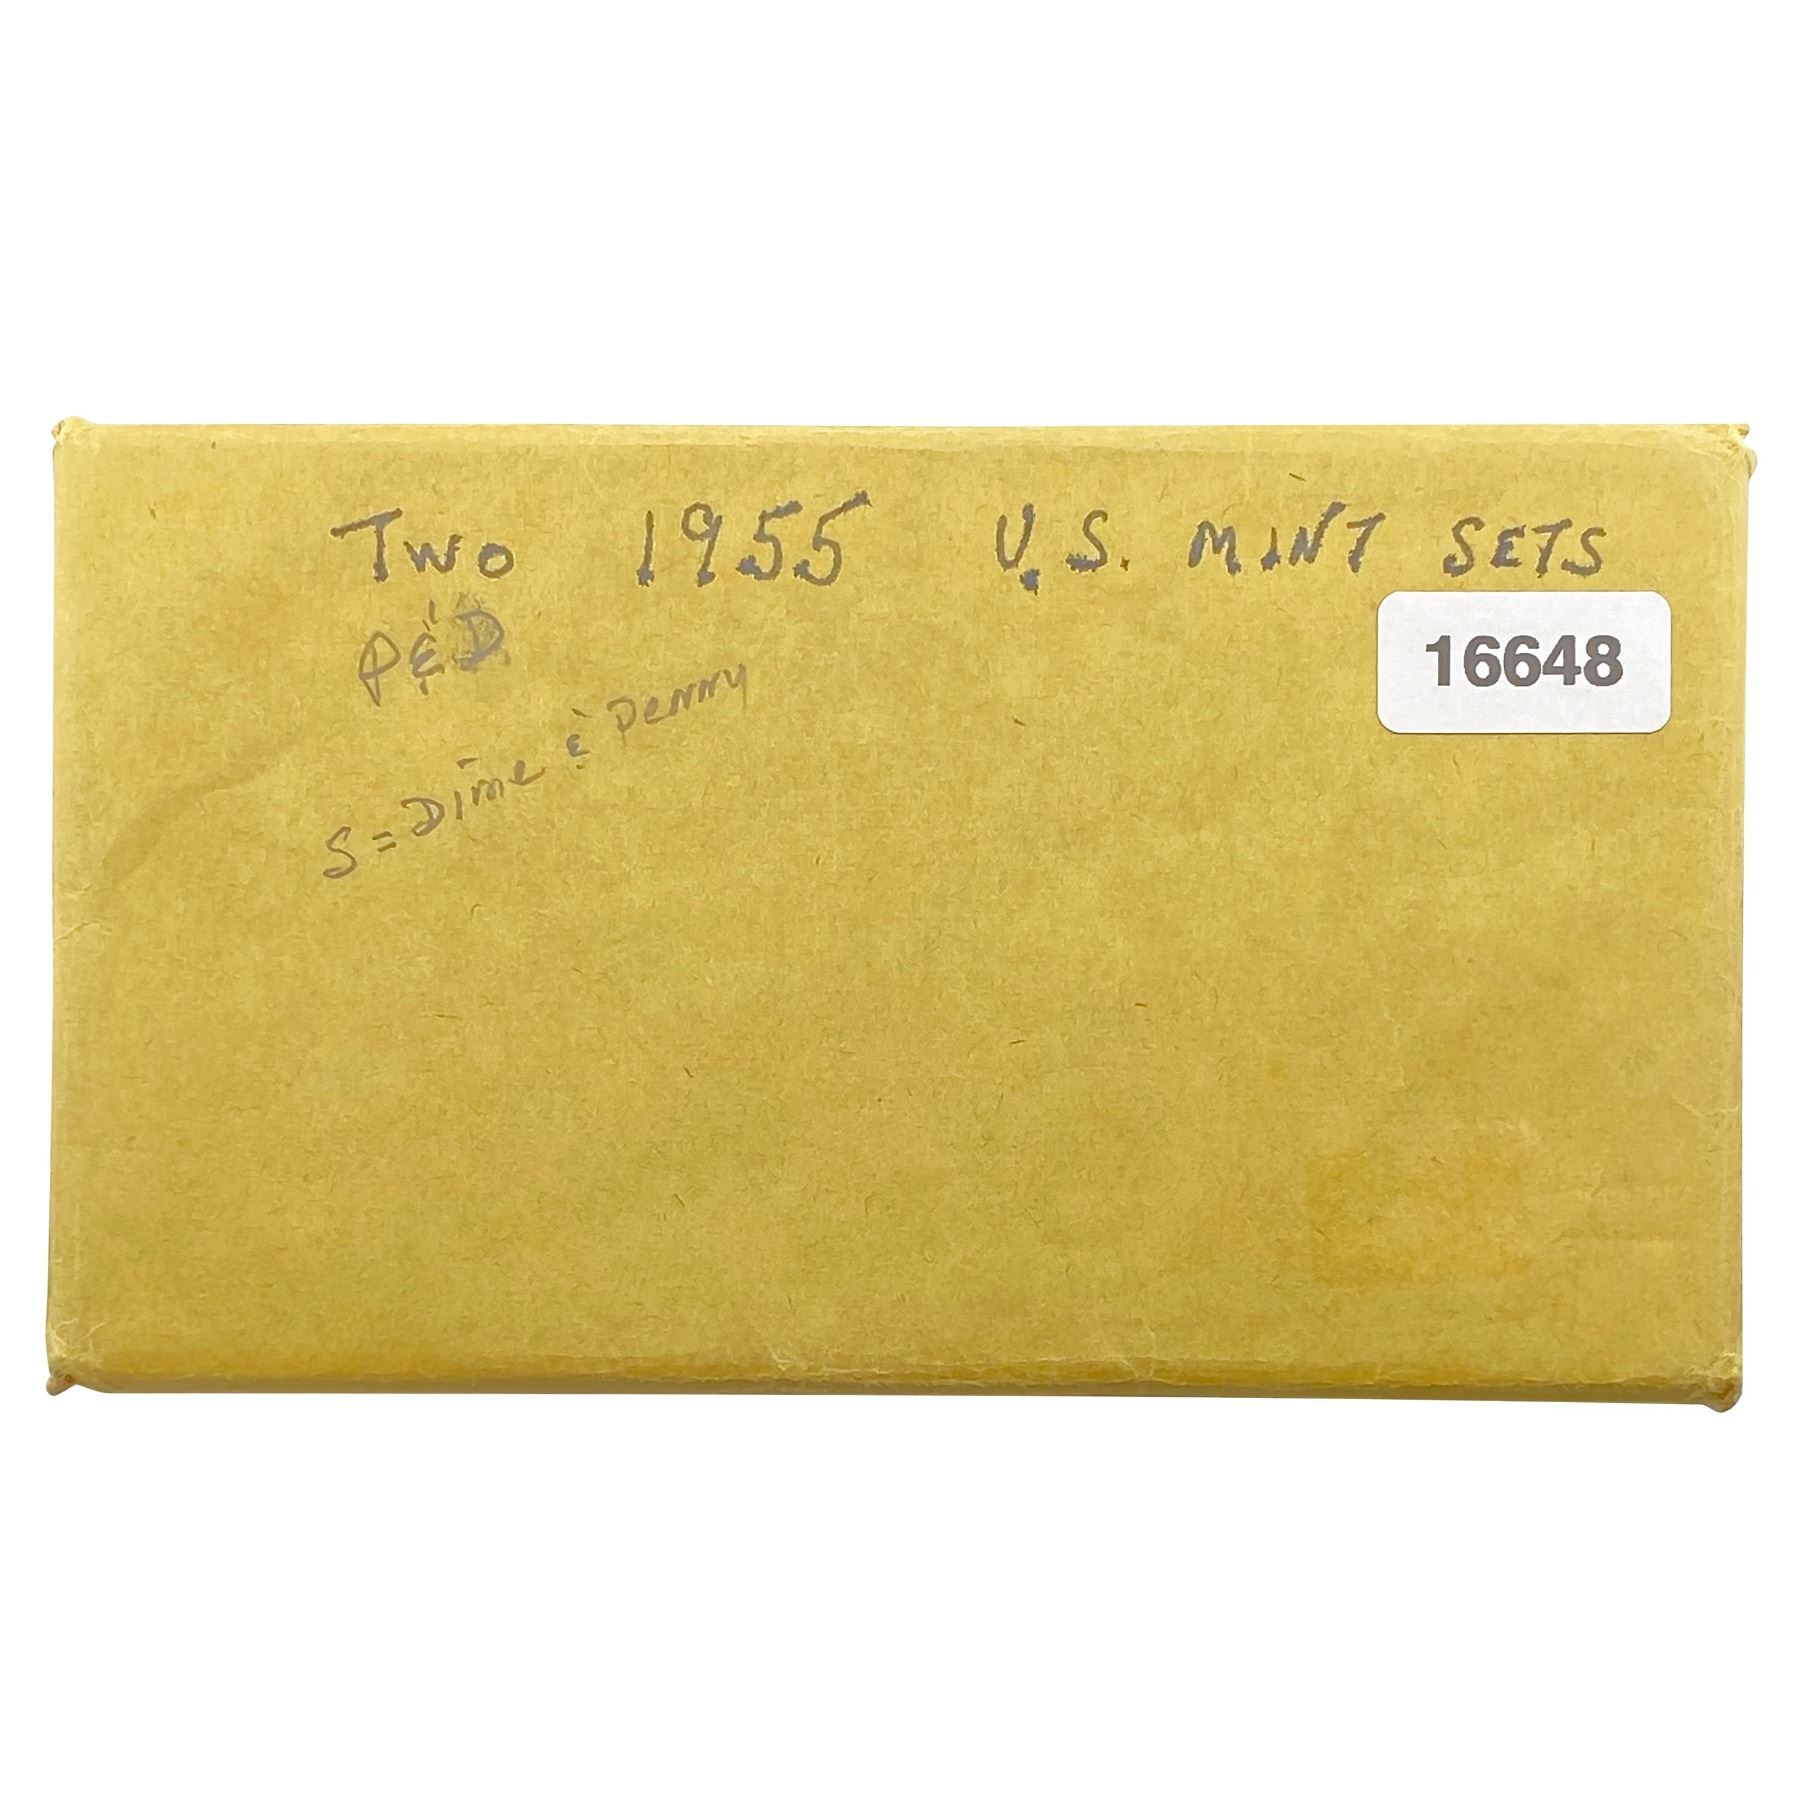 Two 1955 U.S. MINT SETS
P&D
16648
S = Dime & Penny